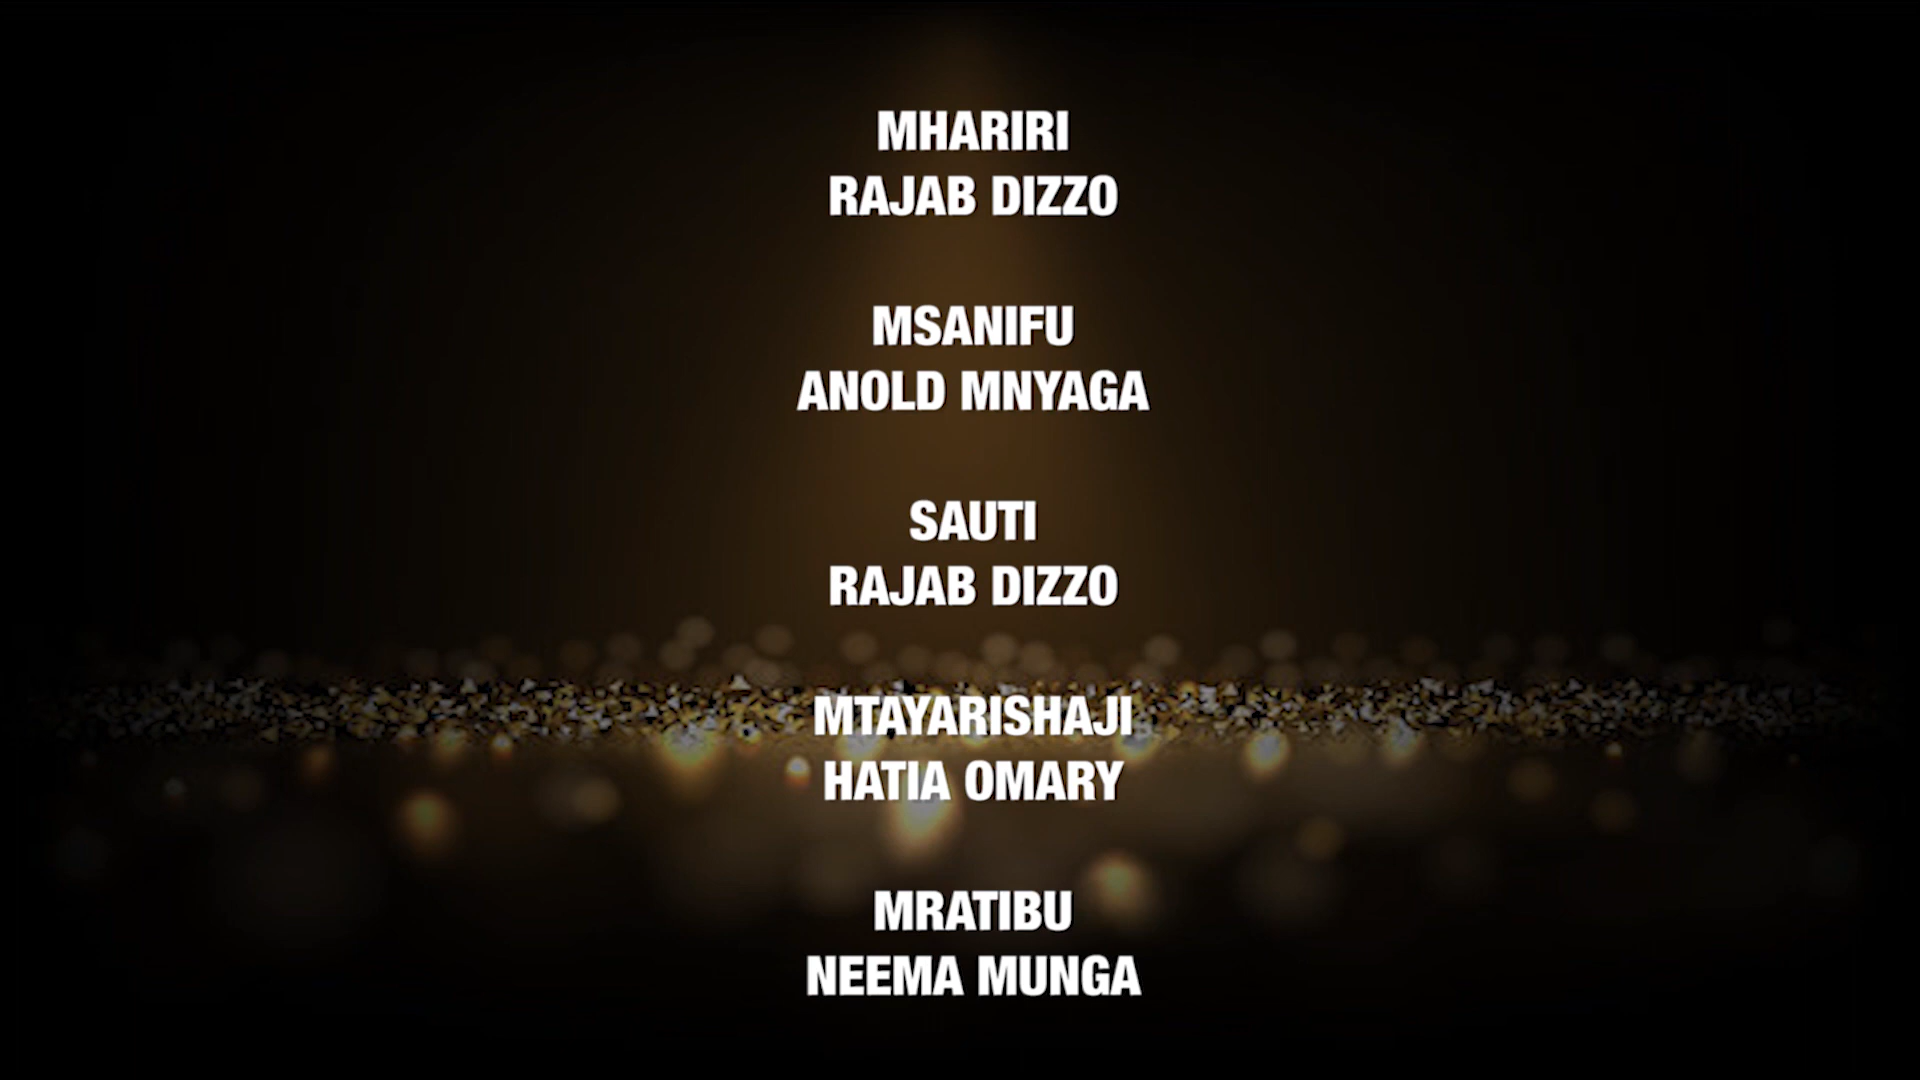 MHARIRI
RAJAB DIZZO
MSANIFU
ANOLD MNYAGA
SAUTI
RAJAB DIZZO
MTAYARISHAJI
HATIA OMARY
MRATIBU
NEEMA MUNGA